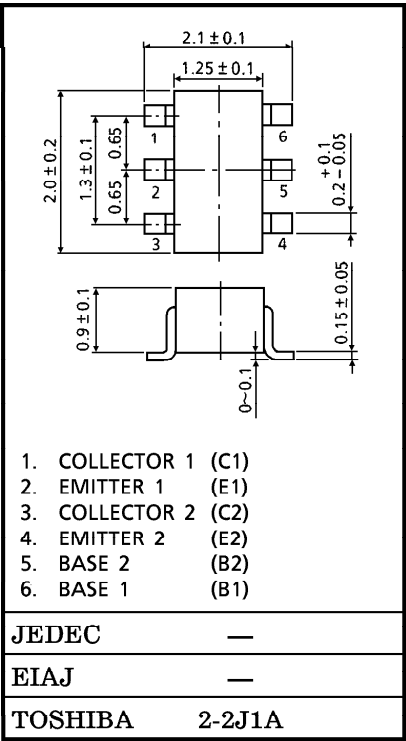 2.1±0.1
1.25±0.1
2.0±0.2
1.3±0.1
0.65
0.65
1
2
3
6
5
4
+0.1
0.2-0.05
0.9±0.1
0.15±0.05
0~0.1
1. COLLECTOR 1 (C1)
2. EMITTER 1 (E1)
3. COLLECTOR 2 (C2)
4. EMITTER 2 (E2)
5. BASE 2 (B2)
6. BASE 1 (B1)
JEDEC —
EIAJ —
TOSHIBA 2-2J1A